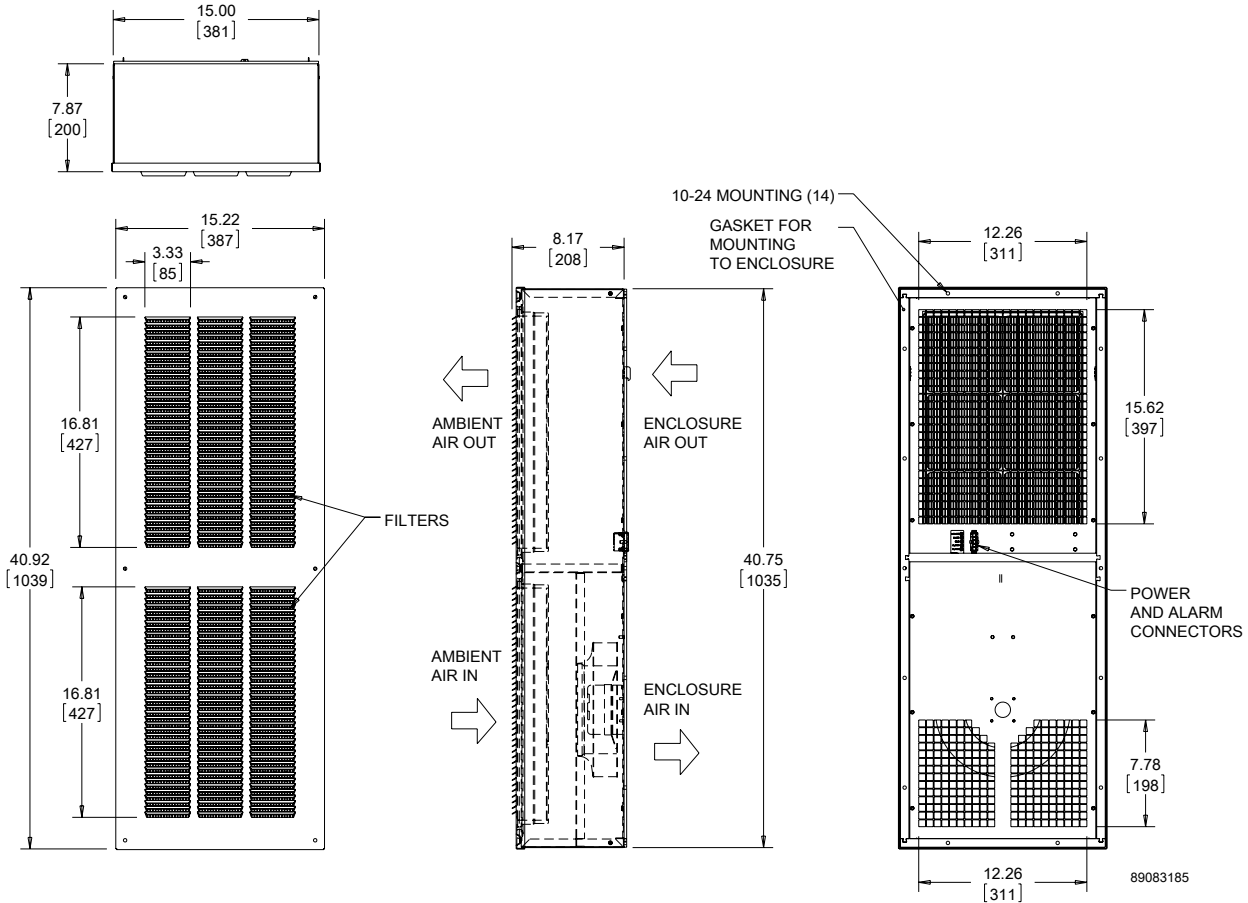 15.00
[381]
7.87
[200]
15.22
[387]
3.33
[85]
16.81
[427]
40.92
[1039]
16.81
[427]
FILTERS
8.17
[208]
AMBIENT
AIR OUT
ENCLOSURE
AIR OUT
40.75
[1035]
AMBIENT
AIR IN
ENCLOSURE
AIR IN
10-24 MOUNTING (14)
GASKET FOR
MOUNTING
TO ENCLOSURE
12.26
[311]
15.62
[397]
POWER
AND ALARM
CONNECTORS
7.78
[198]
12.26
[311]
89083185